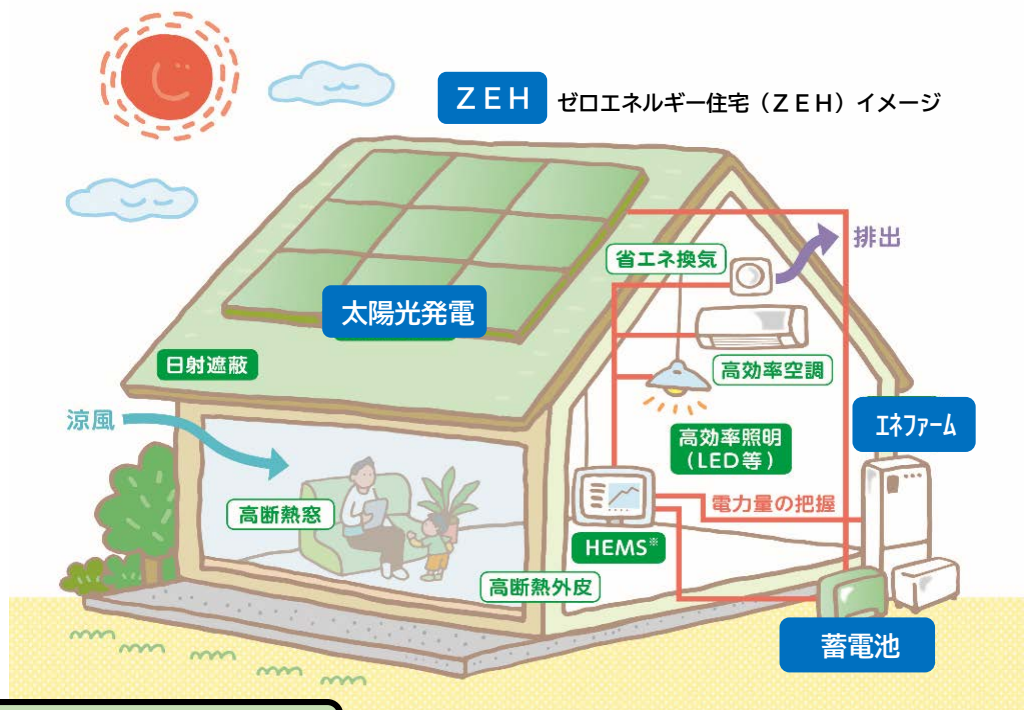 ZEH ゼロエネルギー住宅(ZEH)イメージ
排出
省エネ換気
太陽光発電
日射遮蔽
高効率空調
涼風
エネファーム
高効率照明
(LED等)
電力量の把握
高断熱窓
HEMS※
高断熱外皮
蓄電池